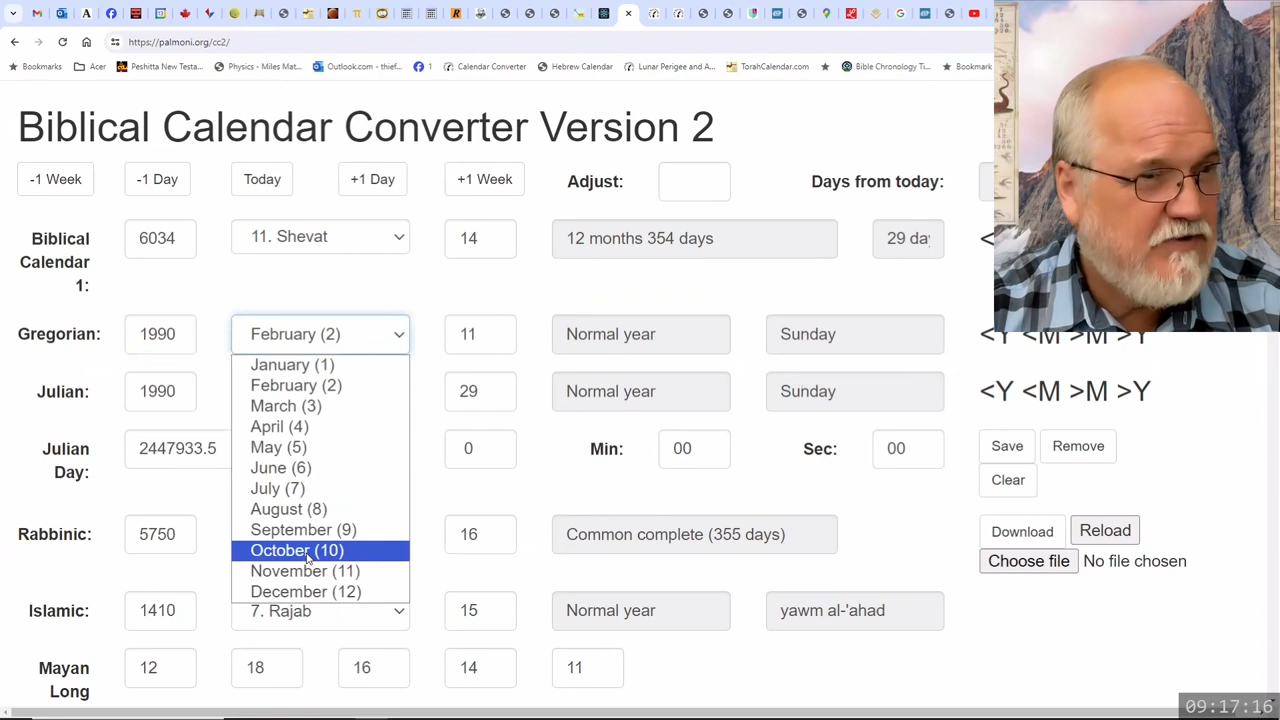 https://palmoni.org/cc2/
Bookmarks Acer Peshitta New Testa... Physics - Miles Mat... Outlook.com - thief... 1 Calendar Converter Hebrew Calendar Lunar Perigee and A... TorahCalendar.com Bible Chronology Ti... Bookmark
Biblical Calendar Converter Version 2
-1 Week -1 Day Today +1 Day +1 Week Adjust: Days from today:
Biblical Calendar 1: 6034 11. Shevat 14 12 months 354 days 29 da
Gregorian: 1990 February (2) 11 Normal year Sunday <Y <M >M >Y
January (1)
February (2)
March (3)
April (4)
May (5)
June (6)
July (7)
August (8)
September (9)
October (10)
November (11)
December (12)
Julian: 1990 29 Normal year Sunday <Y <M >M >Y
Julian Day: 2447933.5 0 Min: 00 Sec: 00 Save Remove
Clear
Rabbinic: 5750 16 Common complete (355 days) Download Reload
Choose file No file chosen
Islamic: 1410 7. Rajab 15 Normal year yawm al-'ahad
Mayan Long 12 18 16 14 11
09:17:16